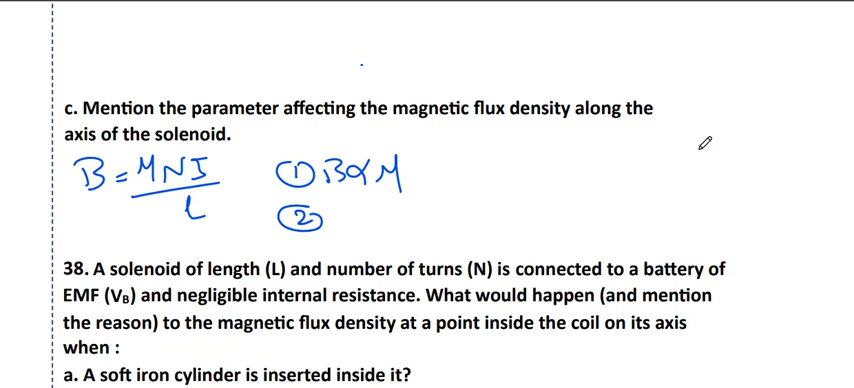 c. Mention the parameter affecting the magnetic flux density along the
axis of the solenoid.
B = MNI / L
① B α M
②
38. A solenoid of length (L) and number of turns (N) is connected to a battery of
EMF (V_B) and negligible internal resistance. What would happen (and mention
the reason) to the magnetic flux density at a point inside the coil on its axis
when :
a. A soft iron cylinder is inserted inside it?